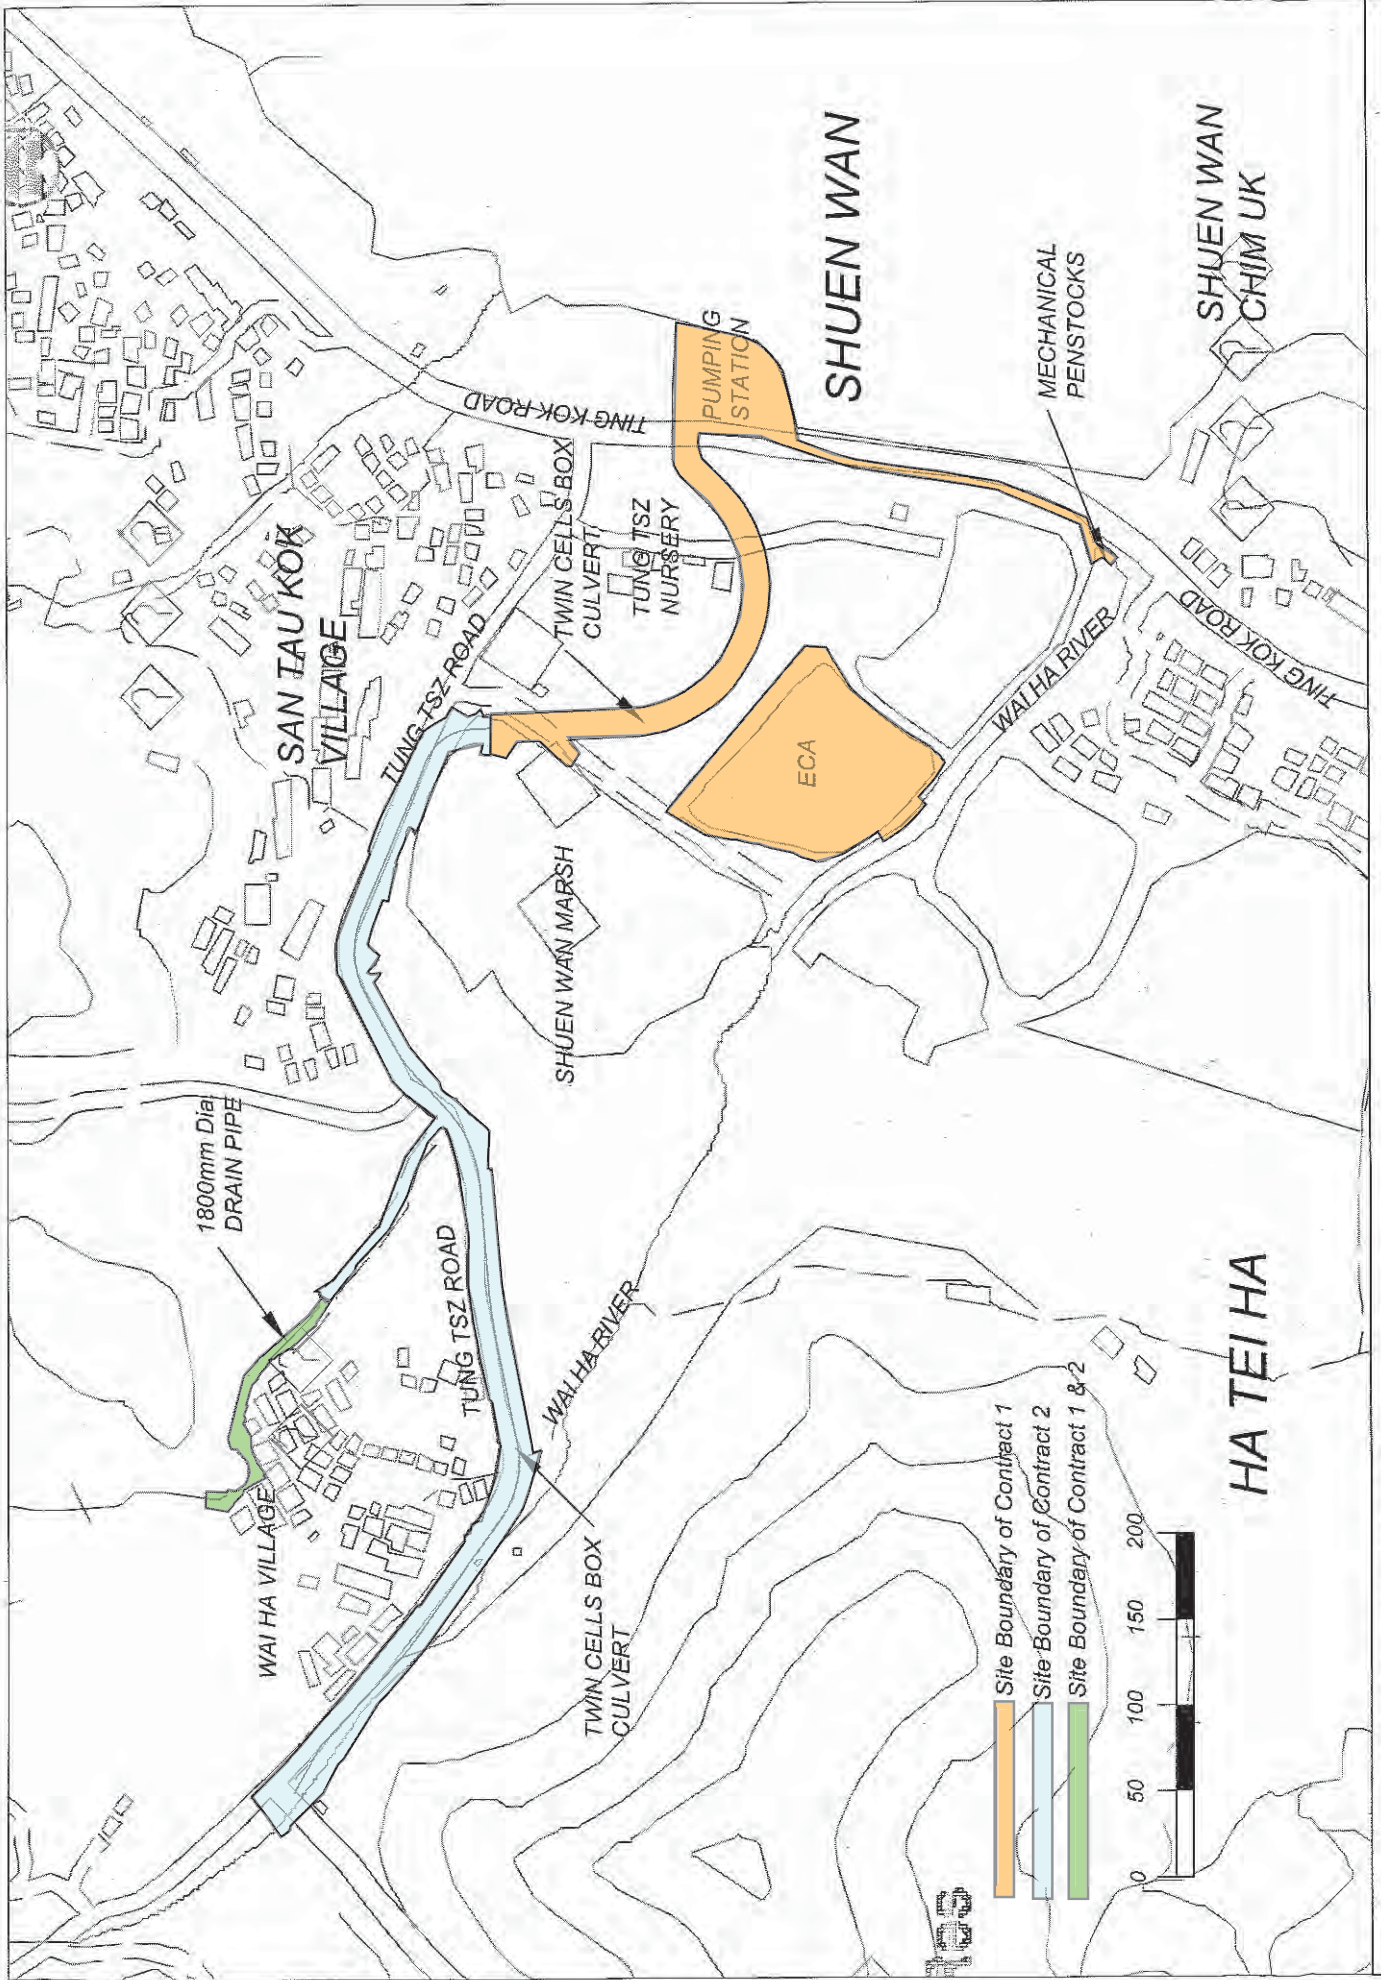 WAI HA VILLAGE
1800mm Dia.
DRAIN PIPE
SAN TAU KOK
VILLAGE
TUNG TSZ ROAD
TUNG TSZ ROAD
TING KOK ROAD
TWIN CELLS BOX
CULVERT
TUNG TSZ
NURSERY
PUMPING
STATION
SHUEN WAN MARSH
WAI HA RIVER
TWIN CELLS BOX
CULVERT
ECA
SHUEN WAN
WAI HA RIVER
MECHANICAL
PENSTOCKS
TING KOK ROAD
SHUEN WAN
CHIM UK
HA TEI HA
Site Boundary of Contract 1
Site Boundary of Contract 2
Site Boundary of Contract 1 & 2
0 50 100 150 200